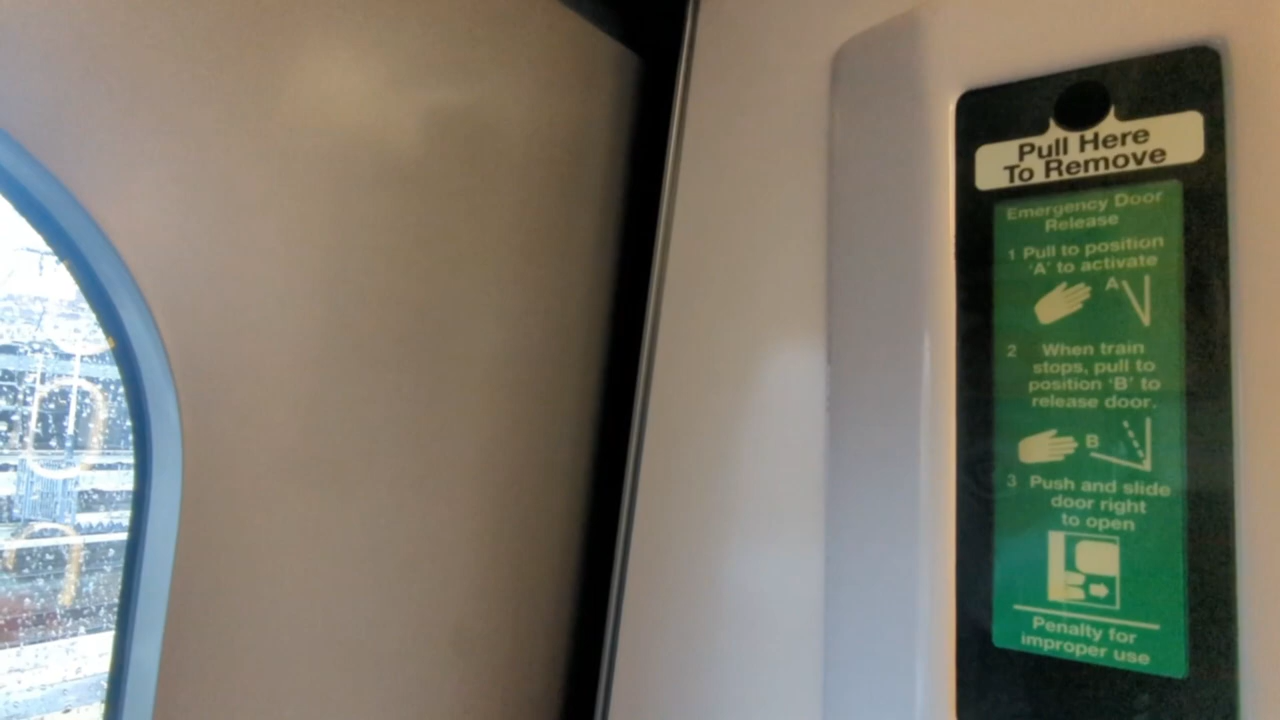 Pull Here
To Remove
Emergency Door
Release
1 Pull to position
'A' to activate
A
2 When train
stops, pull to
position 'B' to
release door.
B
3 Push and slide
door right
to open
Penalty for
improper use